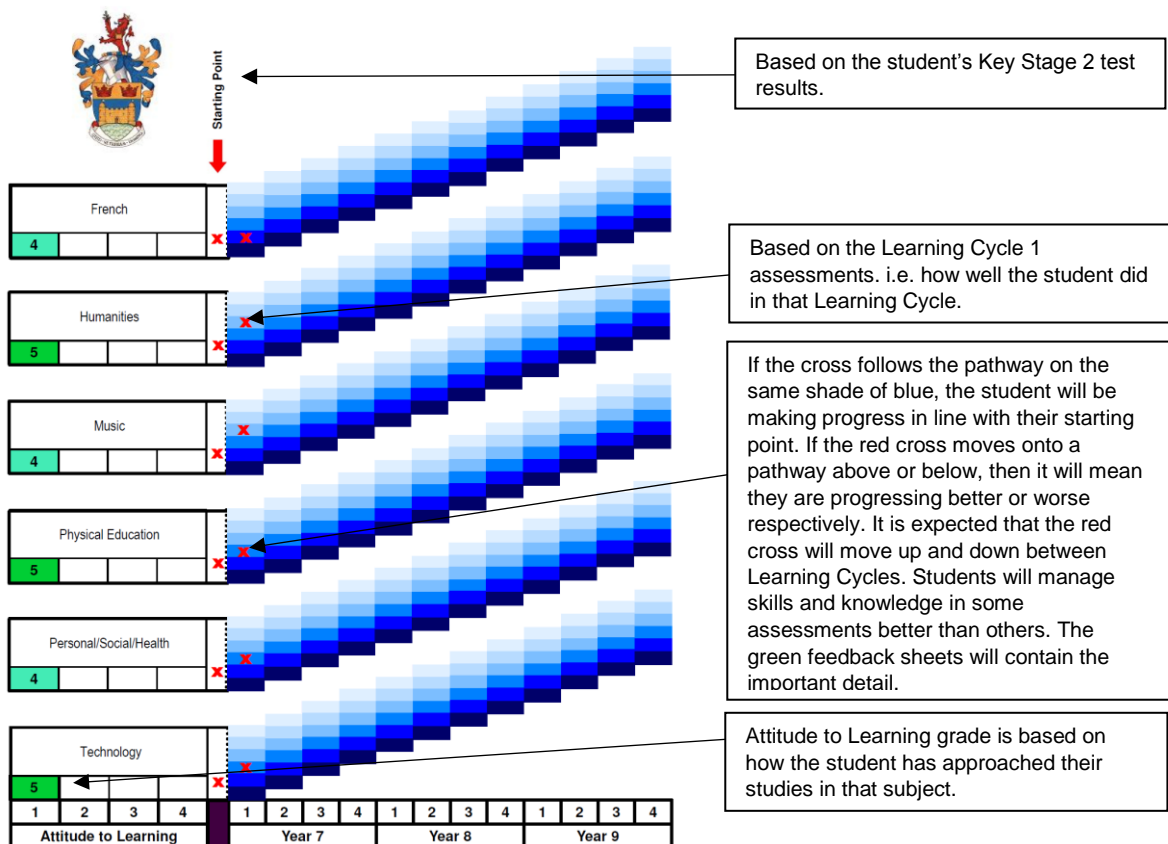 Starting Point
Based on the student's Key Stage 2 test
results.
French
4
X X
Based on the Learning Cycle 1
assessments. i.e. how well the student did
in that Learning Cycle.
Humanities
5
X X
If the cross follows the pathway on the
same shade of blue, the student will be
making progress in line with their starting
point. If the red cross moves onto a
pathway above or below, then it will mean
they are progressing better or worse
respectively. It is expected that the red
cross will move up and down between
Learning Cycles. Students will manage
skills and knowledge in some
assessments better than others. The
green feedback sheets will contain the
important detail.
Music
4
X X
Physical Education
5
X X
Personal/Social/Health
4
X X
Technology
5
X X
Attitude to Learning grade is based on
how the student has approached their
studies in that subject.
1 2 3 4 1 2 3 4 1 2 3 4 1 2 3 4
Attitude to Learning Year 7 Year 8 Year 9